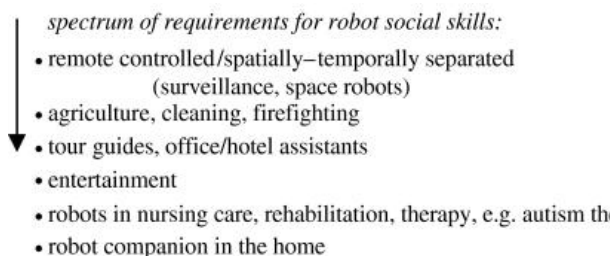 spectrum of requirements for robot social skills:
• remote controlled/spatially–temporally separated
(surveillance, space robots)
• agriculture, cleaning, firefighting
• tour guides, office/hotel assistants
• entertainment
• robots in nursing care, rehabilitation, therapy, e.g. autism
• robot companion in the home